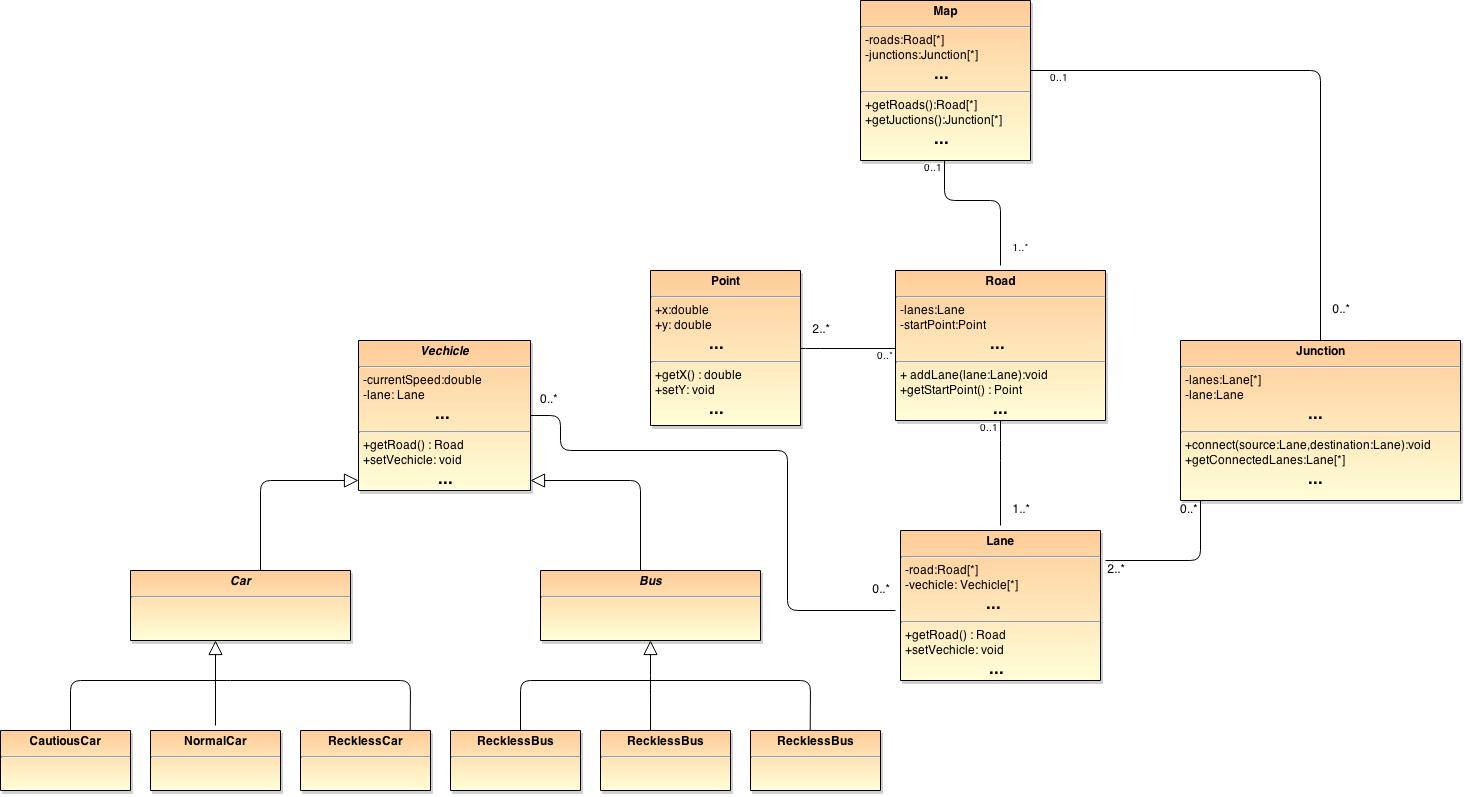 Map
-roads:Road[*]
-junctions:Junction[*]
...
+getRoads():Road[*]
+getJuctions():Junction[*]
...
0..1
0..1
1..*
0..*
Point
+x:double
+y: double
...
+getX() : double
+setY: void
...
2..*
0..*
Road
-lanes:Lane
-startPoint:Point
...
+ addLane(lane:Lane):void
+getStartPoint() : Point
...
0..1
1..*
Junction
-lanes:Lane[*]
-lane:Lane
...
+connect(source:Lane,destination:Lane):void
+getConnectedLanes:Lane[*]
...
0..*
2..*
Vechicle
-currentSpeed:double
-lane: Lane
...
+getRoad() : Road
+setVechicle: void
...
0..*
0..*
Lane
-road:Road[*]
-vechicle: Vechicle[*]
...
+getRoad() : Road
+setVechicle: void
...
Car
Bus
CautiousCar
NormalCar
RecklessCar
RecklessBus
RecklessBus
RecklessBus